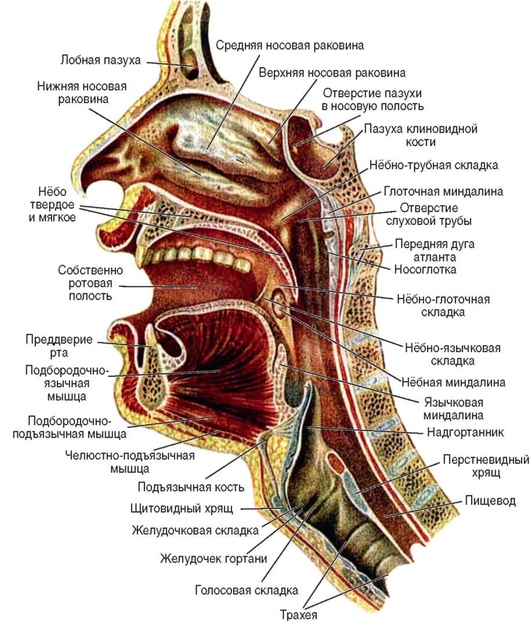 Лобная пазуха
Нижняя носовая
раковина
Нёбо
твердое
и мягкое
Собственно
ротовая
полость
Преддверие
рта
Подбородочно-
язычная
мышца
Подбородочно-
подъязычная мышца
Челюстно-подъязычная
мышца
Подъязычная кость
Щитовидный хрящ
Желудочковая складка
Желудочек гортани
Голосовая складка
Трахея
Средняя носовая раковина
Верхняя носовая раковина
Отверстие пазухи
в носовую полость
Пазуха клиновидной
кости
Нёбно-трубная складка
Глоточная миндалина
Отверстие
слуховой трубы
Передняя дуга
атланта
Носоглотка
Нёбно-глоточная
складка
Нёбно-язычковая
складка
Нёбная миндалина
Язычковая
миндалина
Надгортанник
Перстневидный
хрящ
Пищевод